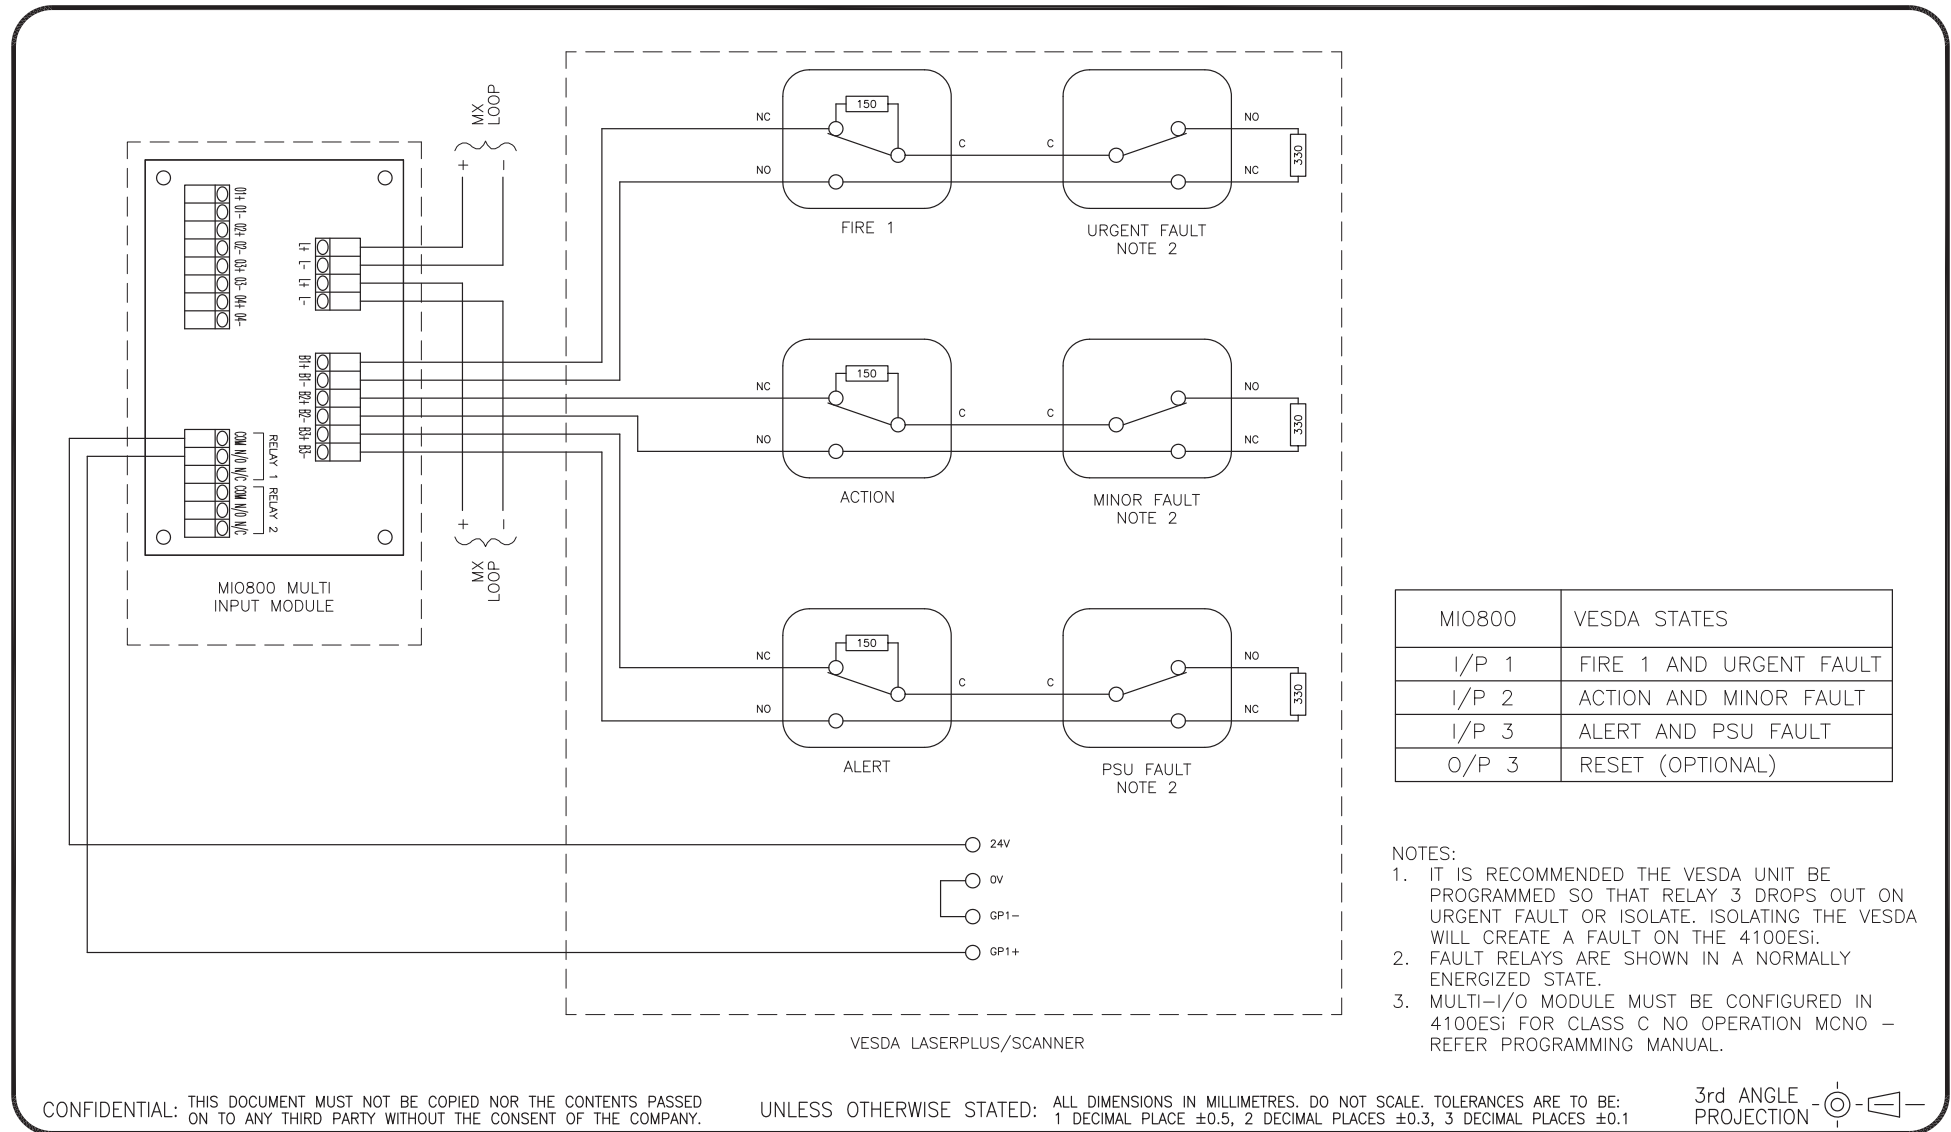 MX
LOOP
+ -
O1+ O1- O2+ O2- O3+ O3- O4+ O4-
L+ L- L+ L-
B1+ B1- B2+ B2- B3+ B3-
COM N/O N/C COM N/O N/C
RELAY 1 RELAY 2
+ -
MX
LOOP
MIO800 MULTI
INPUT MODULE
NC
150
NO
C
C
NO
330
NC
FIRE 1
URGENT FAULT
NOTE 2
NC
150
NO
C
C
NO
330
NC
ACTION
MINOR FAULT
NOTE 2
NC
150
NO
C
C
NO
330
NC
ALERT
PSU FAULT
NOTE 2
24V
0V
GP1-
GP1+
VESDA LASERPLUS/SCANNER
MIO800 VESDA STATES
I/P 1 FIRE 1 AND URGENT FAULT
I/P 2 ACTION AND MINOR FAULT
I/P 3 ALERT AND PSU FAULT
O/P 3 RESET (OPTIONAL)
NOTES:
1. IT IS RECOMMENDED THE VESDA UNIT BE
PROGRAMMED SO THAT RELAY 3 DROPS OUT ON
URGENT FAULT OR ISOLATE. ISOLATING THE VESDA
WILL CREATE A FAULT ON THE 4100ESi.
2. FAULT RELAYS ARE SHOWN IN A NORMALLY
ENERGIZED STATE.
3. MULTI-I/O MODULE MUST BE CONFIGURED IN
4100ESi FOR CLASS C NO OPERATION MCNO -
REFER PROGRAMMING MANUAL.
CONFIDENTIAL: THIS DOCUMENT MUST NOT BE COPIED NOR THE CONTENTS PASSED
ON TO ANY THIRD PARTY WITHOUT THE CONSENT OF THE COMPANY.
UNLESS OTHERWISE STATED: ALL DIMENSIONS IN MILLIMETRES. DO NOT SCALE. TOLERANCES ARE TO BE:
1 DECIMAL PLACE ±0.5, 2 DECIMAL PLACES ±0.3, 3 DECIMAL PLACES ±0.1
3rd ANGLE
PROJECTION